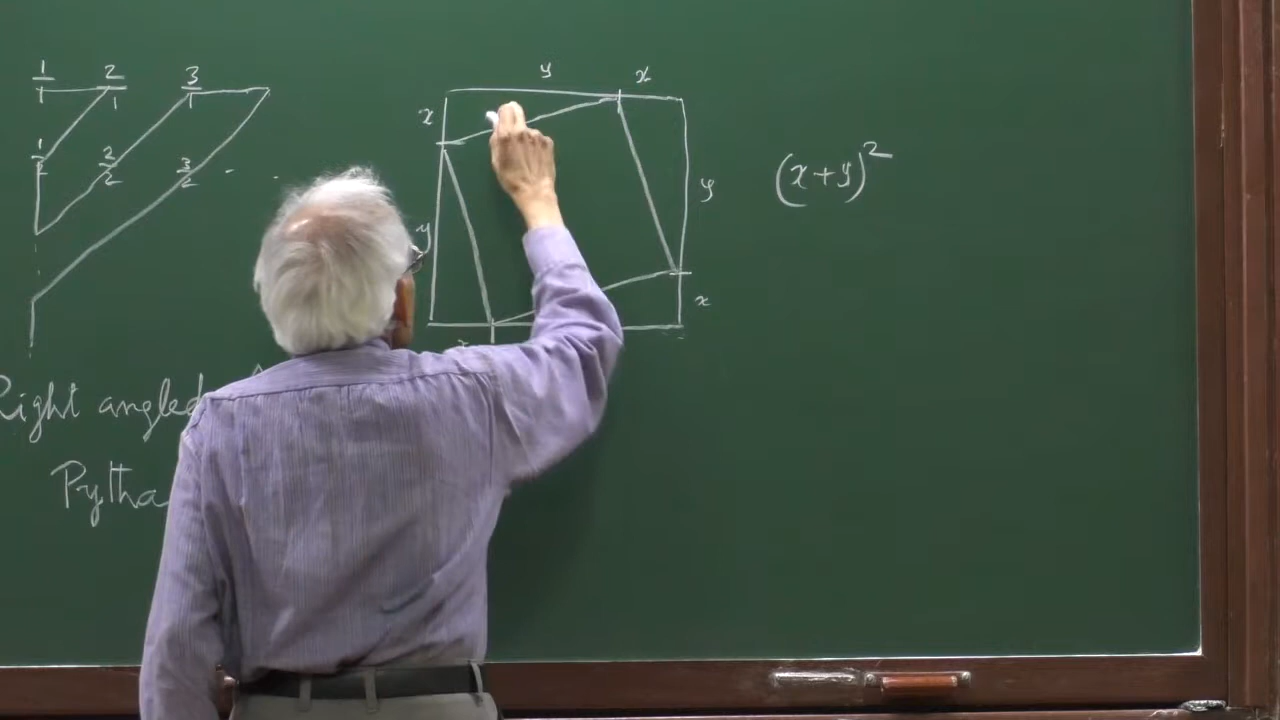 1/1 2/1 3/1
1/2 2/2 3/2 - .
Right angled
Pytha
y x
x
y
y
x
(x+y)²